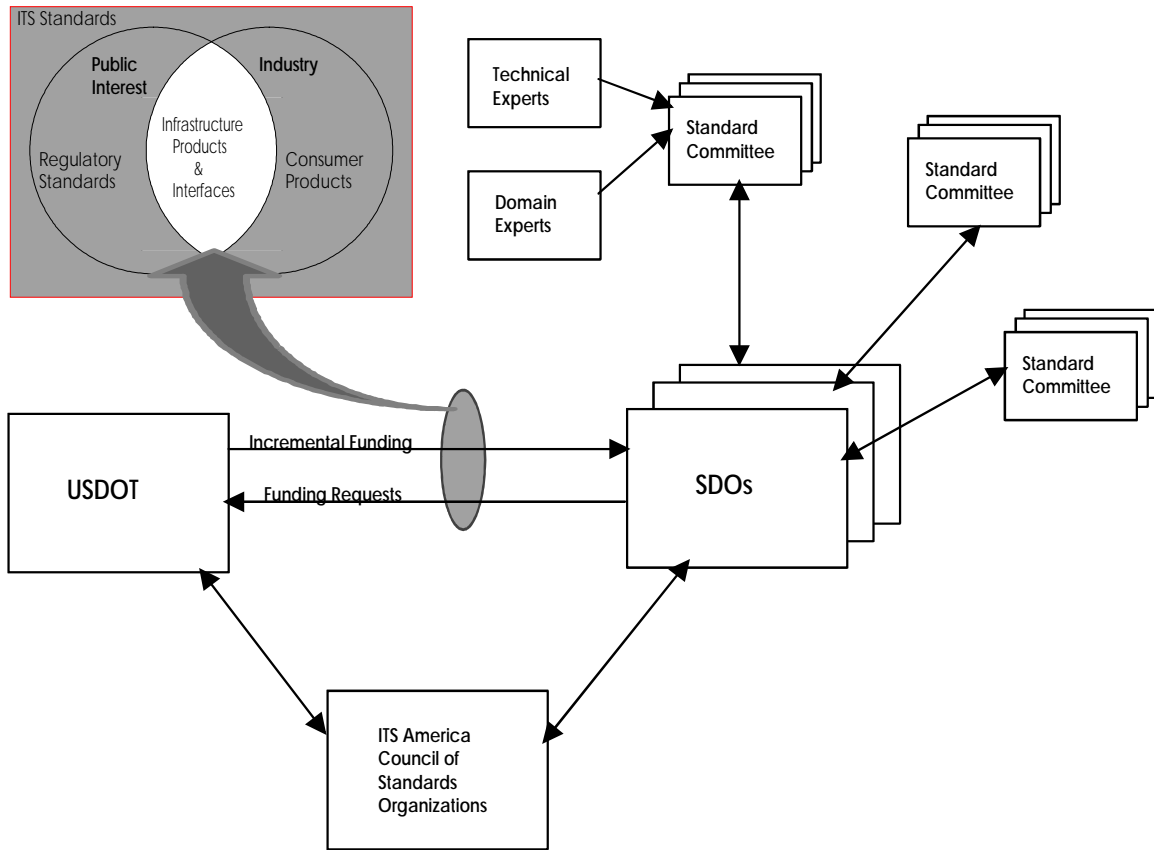 ITS Standards
Public
Interest
Industry
Infrastructure
Products
&
Interfaces
Regulatory
Standards
Consumer
Products
Technical
Experts
Domain
Experts
Standard
Committee
Standard
Committee
Standard
Committee
Incremental Funding
Funding Requests
USDOT
SDOs
ITS America
Council of
Standards
Organizations